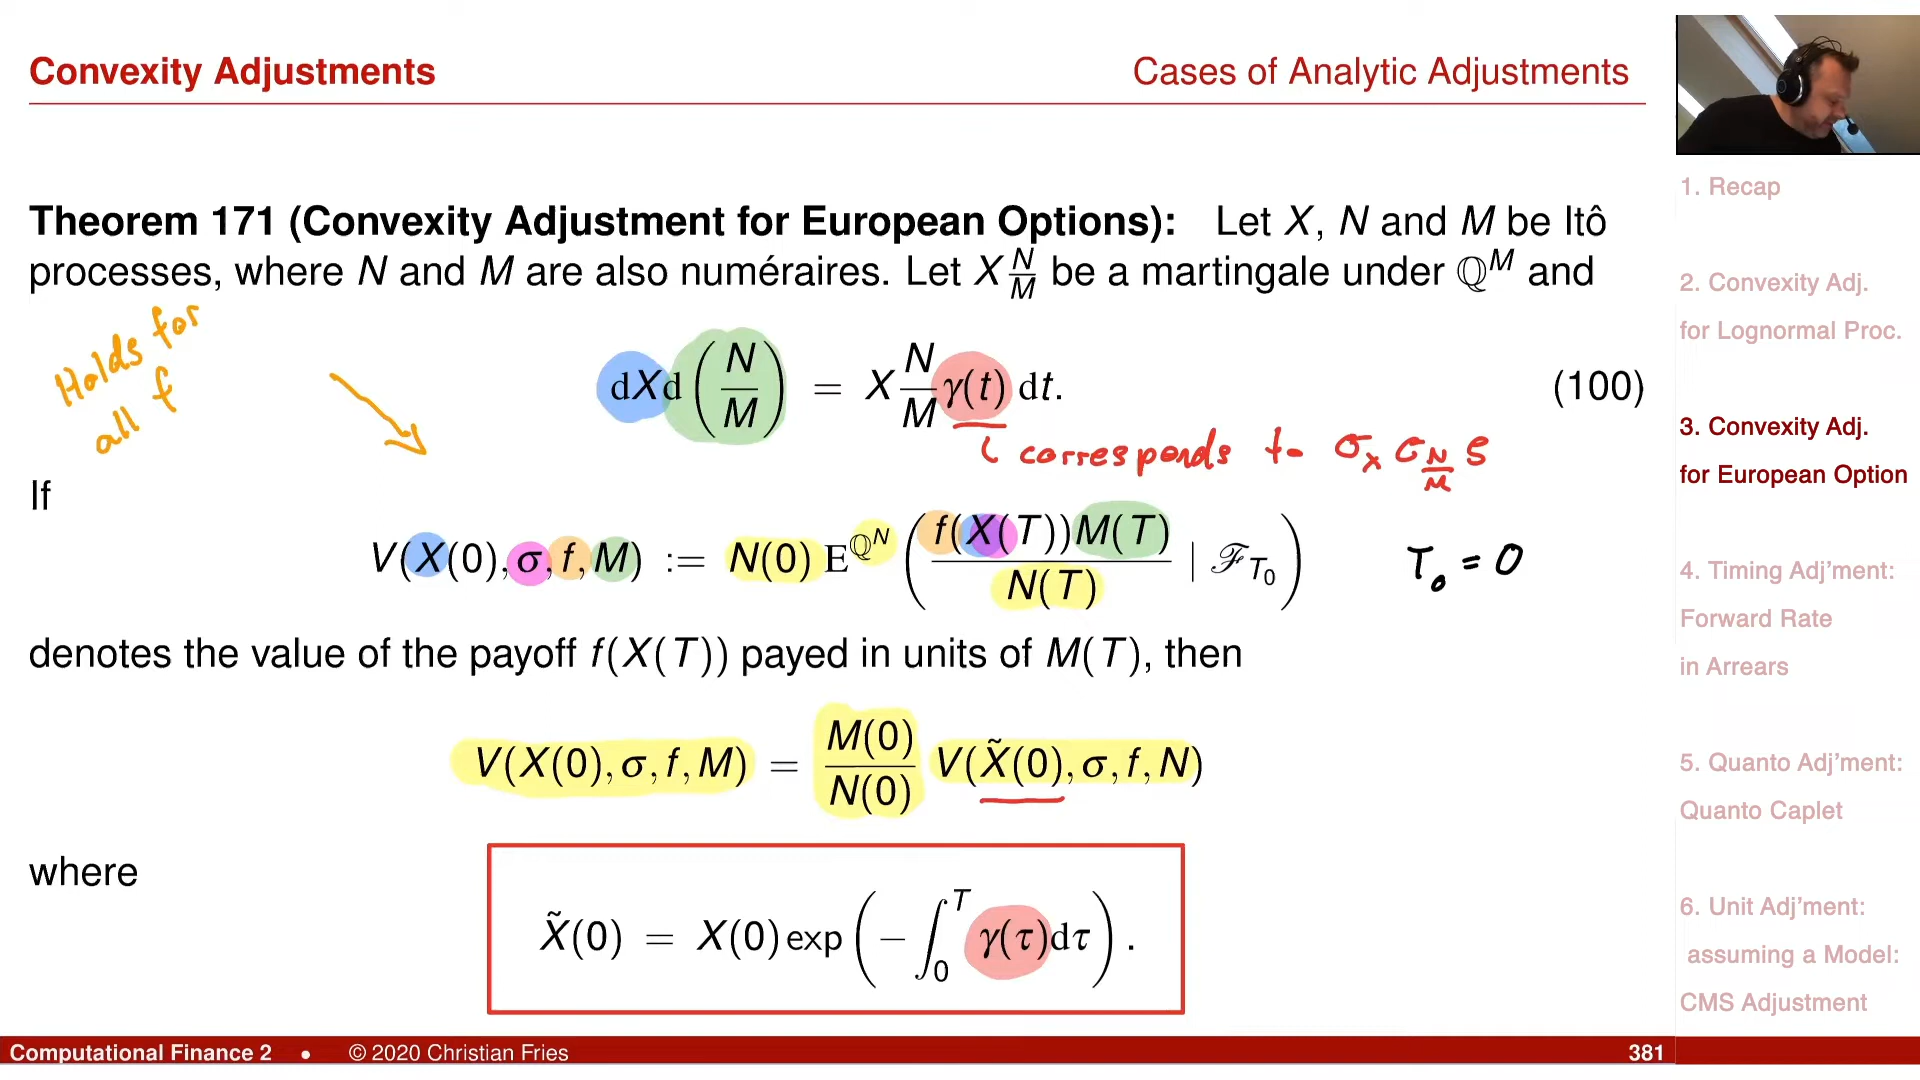 Convexity Adjustments
Cases of Analytic Adjustments
Theorem 171 (Convexity Adjustment for European Options): Let X, N and M be Itô
processes, where N and M are also numéraires. Let X N/M be a martingale under ℚ^M and
Holds for
all f
dXd(N/M) = X N/M γ(t) dt. (100)
corresponds to σ_X σ_{N/M} ρ
If
V(X(0), σ, f, M) := N(0) E^{ℚ^N} ( f(X(T))M(T) / N(T) | ℱ_{T_0} )
T_0 = 0
denotes the value of the payoff f(X(T)) payed in units of M(T), then
V(X(0), σ, f, M) = M(0)/N(0) V(X̃(0), σ, f, N)
where
X̃(0) = X(0) exp ( − ∫_0^T γ(τ)dτ ) .
1. Recap
2. Convexity Adj.
for Lognormal Proc.
3. Convexity Adj.
for European Option
4. Timing Adj'ment:
Forward Rate
in Arrears
5. Quanto Adj'ment:
Quanto Caplet
6. Unit Adj'ment:
assuming a Model:
CMS Adjustment
Computational Finance 2 • © 2020 Christian Fries
381